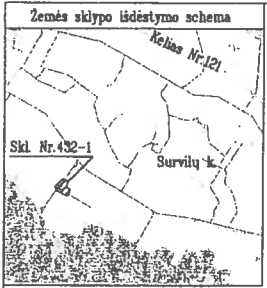 Žemės sklypo išdėstymo schema
Kelias Nr.121
Skl. Nr.432-1
Survilų k.